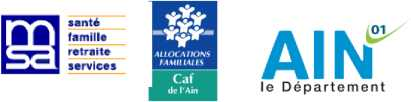 msa
santé
famille
retraite
services
ALLOCATIONS
FAMILIALES
Caf
de l'Ain
AIN 01
le Département